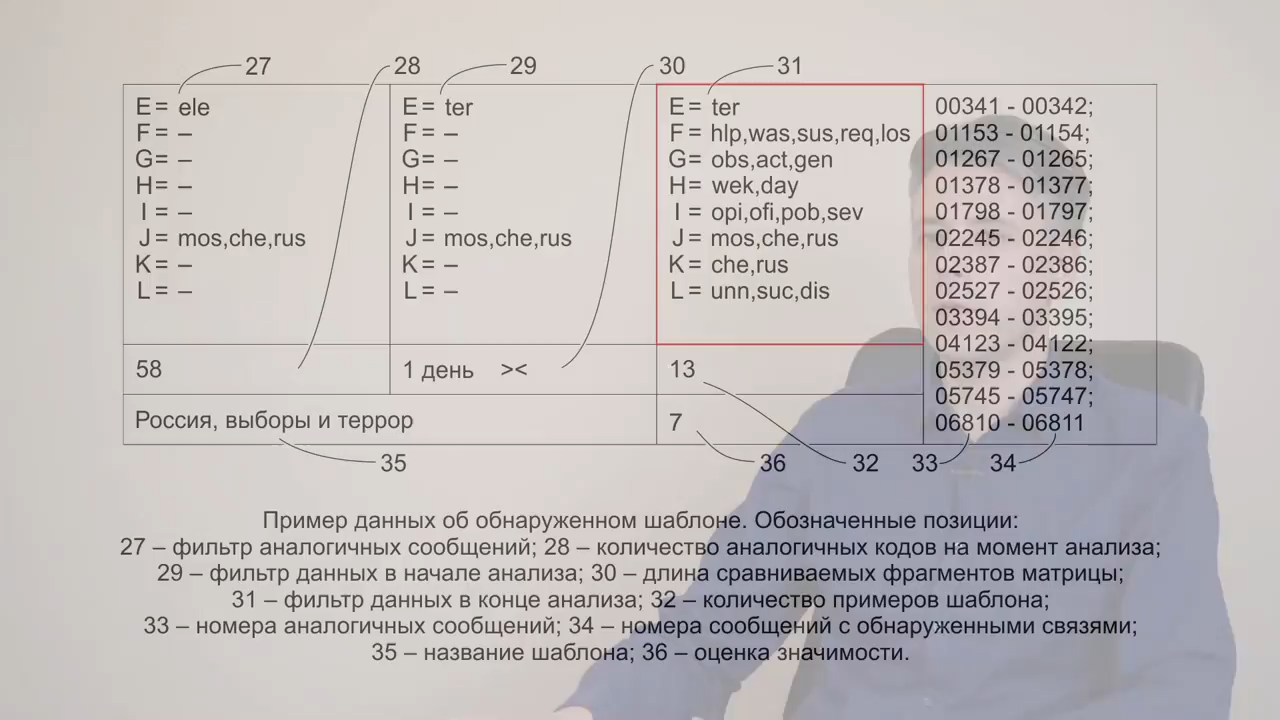 27 28 29 30 31
E= ele
F= –
G= –
H= –
I= –
J= mos,che,rus
K= –
L= –
E= ter
F= –
G= –
H= –
I= –
J= mos,che,rus
K= –
L= –
E= ter
F= hlp,was,sus,req,los
G= obs,act,gen
H= wek,day
I= opi,ofi,pob,sev
J= mos,che,rus
K= che,rus
L= unn,suc,dis
00341 - 00342;
01153 - 01154;
01267 - 01265;
01378 - 01377;
01798 - 01797;
02245 - 02246;
02387 - 02386;
02527 - 02526;
03394 - 03395;
04123 - 04122;
05379 - 05378;
05745 - 05747;
06810 - 06811
58
1 день ><
13
Россия, выборы и террор
7
35 36 32 33 34
Пример данных об обнаруженном шаблоне. Обозначенные позиции:
27 – фильтр аналогичных сообщений; 28 – количество аналогичных кодов на момент анализа;
29 – фильтр данных в начале анализа; 30 – длина сравниваемых фрагментов матрицы;
31 – фильтр данных в конце анализа; 32 – количество примеров шаблона;
33 – номера аналогичных сообщений; 34 – номера сообщений с обнаруженными связями;
35 – название шаблона; 36 – оценка значимости.